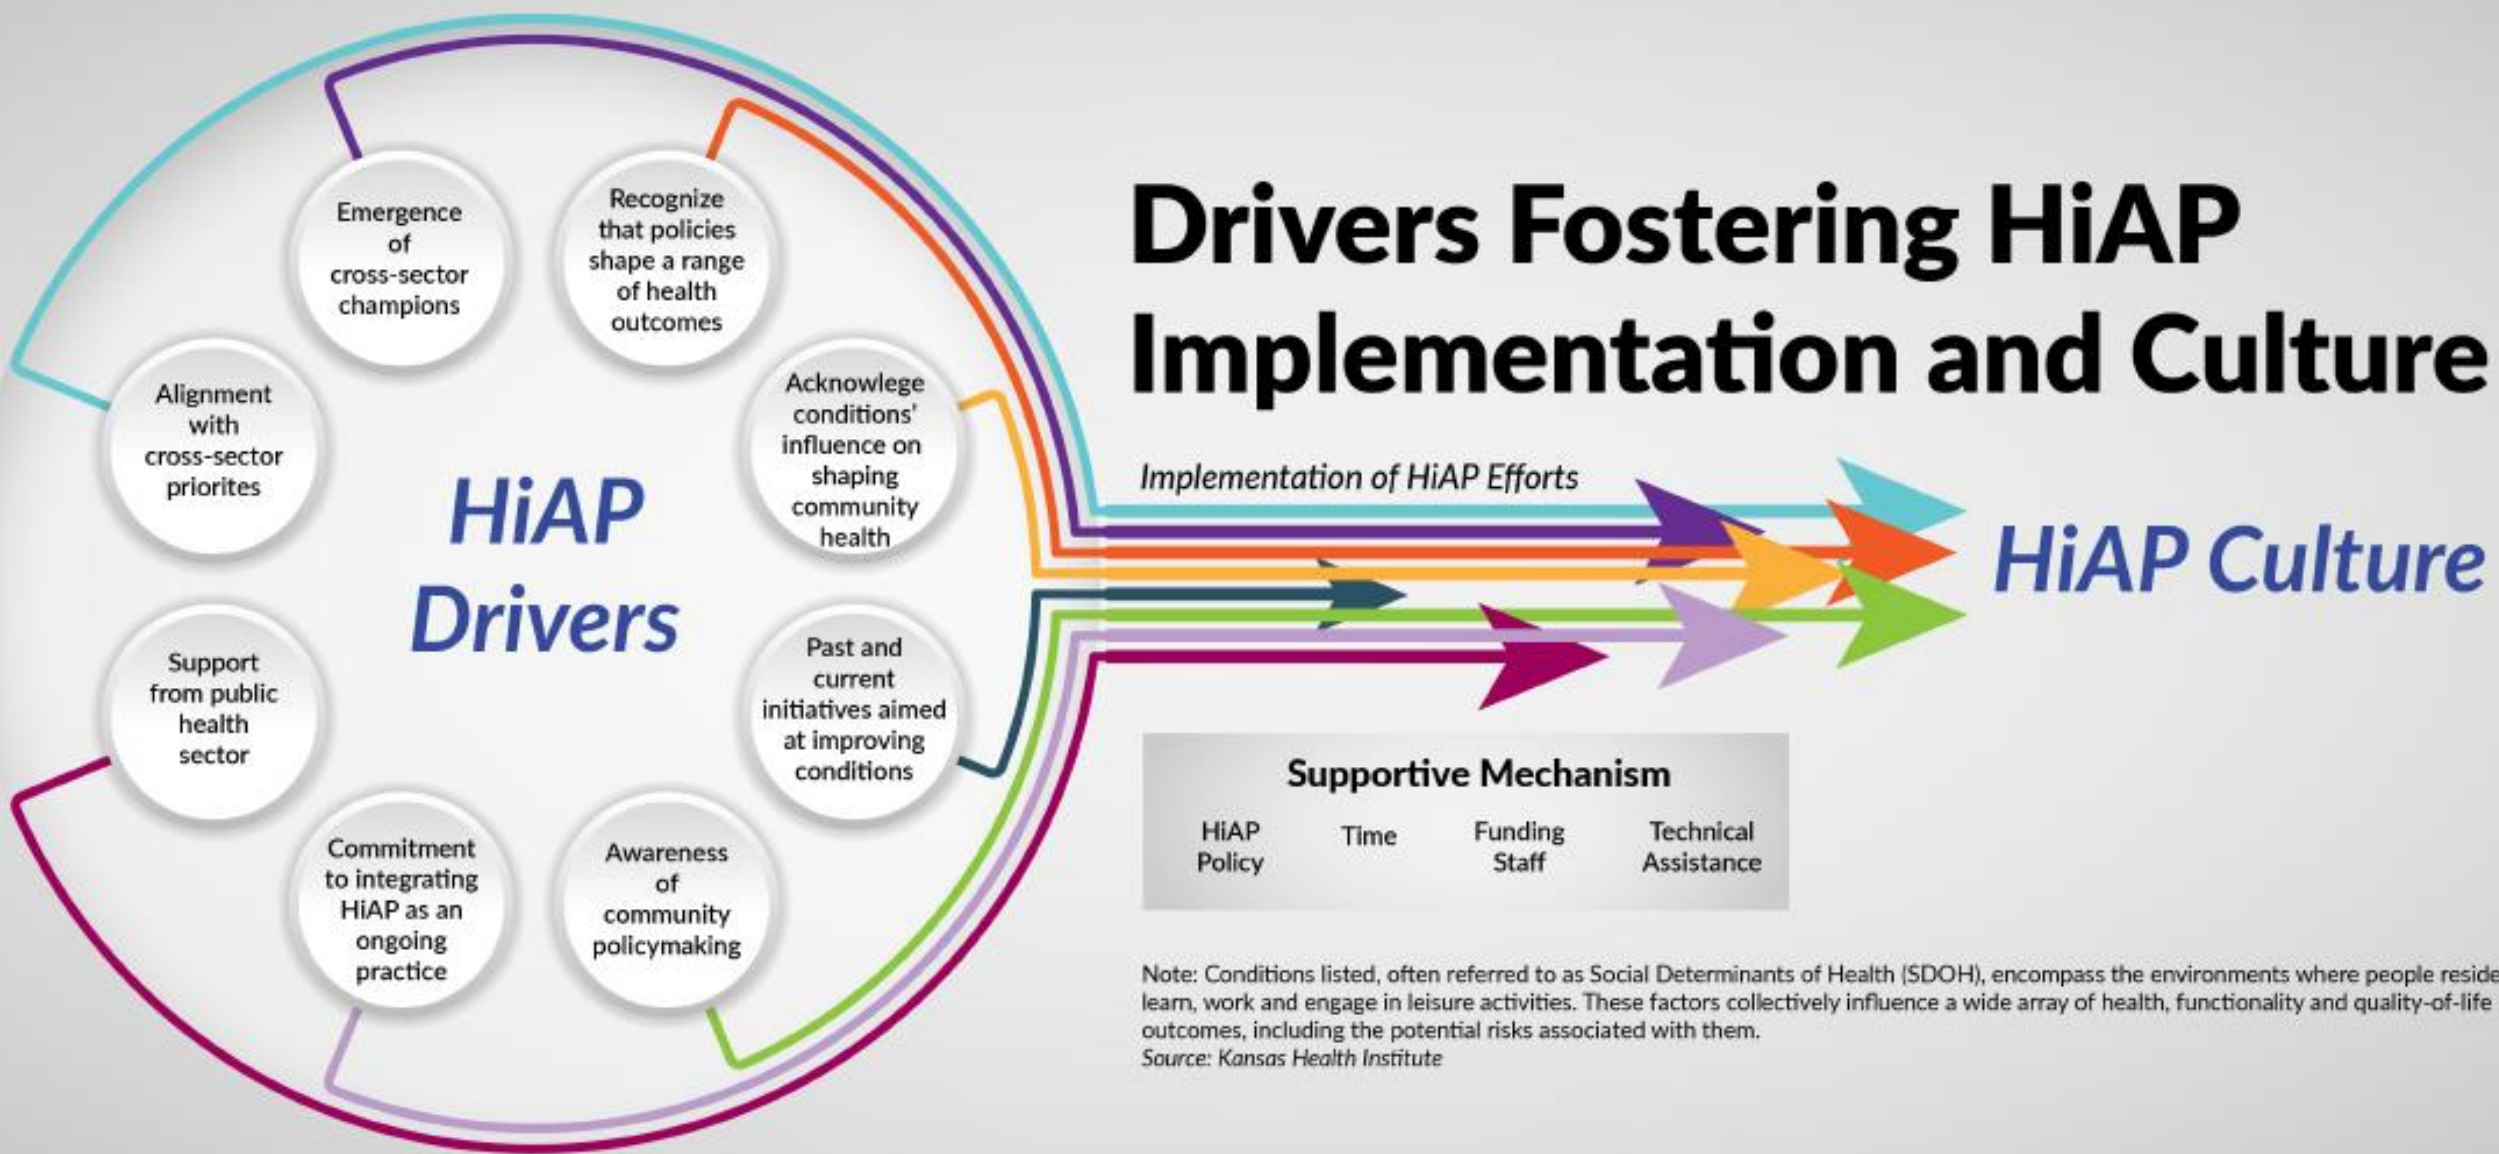 Drivers Fostering HiAP
Implementation and Culture
Emergence
of
cross-sector
champions
Recognize
that policies
shape a range
of health
outcomes
Alignment
with
cross-sector
priorites
Acknowlege
conditions'
influence on
shaping
community
health
HiAP
Drivers
Support
from public
health
sector
Past and
current
initiatives aimed
at improving
conditions
Commitment
to integrating
HiAP as an
ongoing
practice
Awareness
of
community
policymaking
Implementation of HiAP Efforts
HiAP Culture
Supportive Mechanism
HiAP
Policy
Time
Funding
Staff
Technical
Assistance
Note: Conditions listed, often referred to as Social Determinants of Health (SDOH), encompass the environments where people reside
learn, work and engage in leisure activities. These factors collectively influence a wide array of health, functionality and quality-of-life
outcomes, including the potential risks associated with them.
Source: Kansas Health Institute